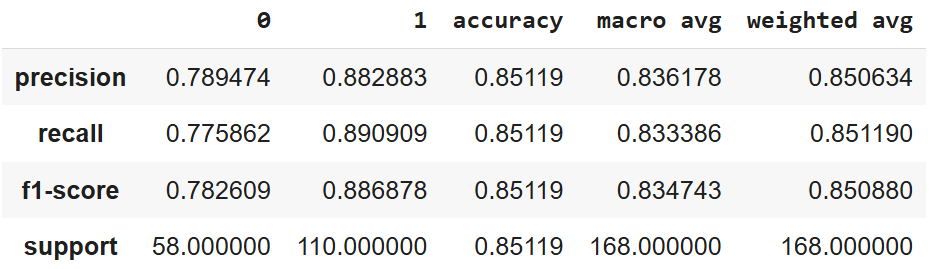 0 1 accuracy macro avg weighted avg
precision 0.789474 0.882883 0.85119 0.836178 0.850634
recall 0.775862 0.890909 0.85119 0.833386 0.851190
f1-score 0.782609 0.886878 0.85119 0.834743 0.850880
support 58.000000 110.000000 0.85119 168.000000 168.000000